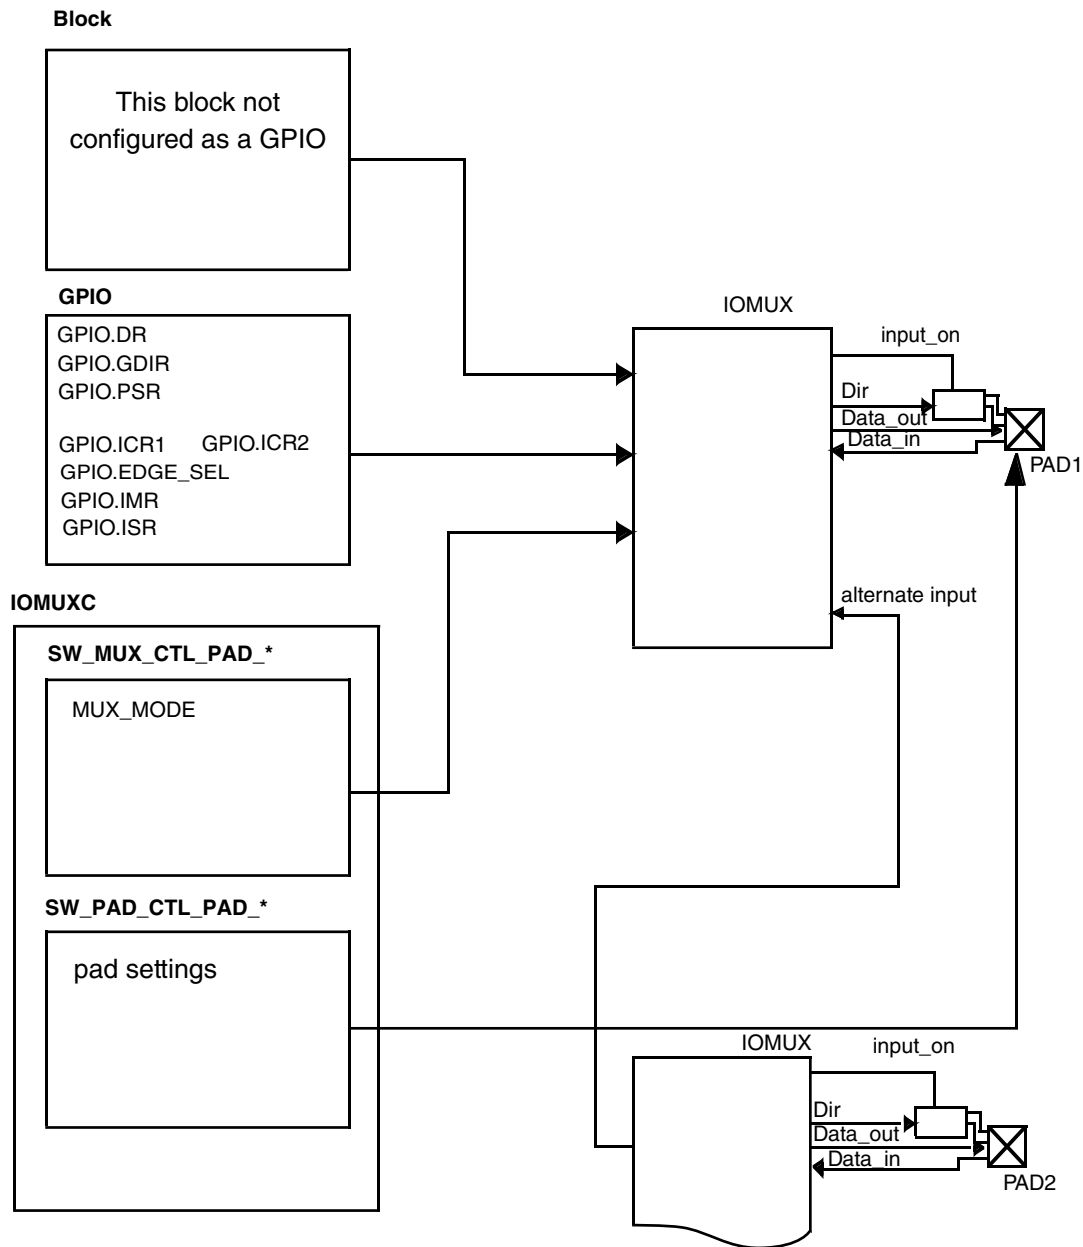 Block
This block not
configured as a GPIO
GPIO
GPIO.DR
GPIO.GDIR
GPIO.PSR
GPIO.ICR1 GPIO.ICR2
GPIO.EDGE_SEL
GPIO.IMR
GPIO.ISR
IOMUX
input_on
Dir
Data_out
Data_in
PAD1
alternate input
IOMUXC
SW_MUX_CTL_PAD_*
MUX_MODE
SW_PAD_CTL_PAD_*
pad settings
IOMUX
input_on
Dir
Data_out
Data_in
PAD2